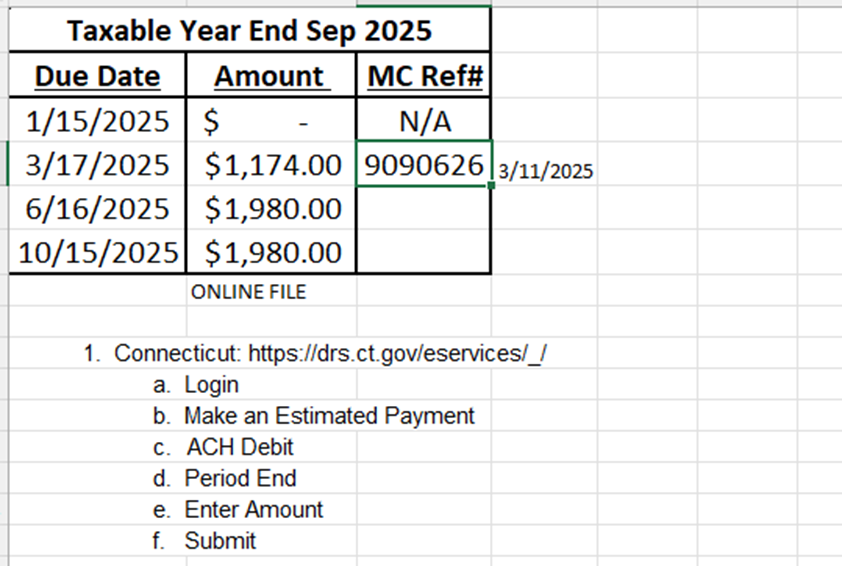 Taxable Year End Sep 2025
Due Date Amount MC Ref#
1/15/2025 $ - N/A
3/17/2025 $1,174.00 9090626 3/11/2025
6/16/2025 $1,980.00
10/15/2025 $1,980.00
ONLINE FILE
1. Connecticut: https://drs.ct.gov/eservices/_/
a. Login
b. Make an Estimated Payment
c. ACH Debit
d. Period End
e. Enter Amount
f. Submit